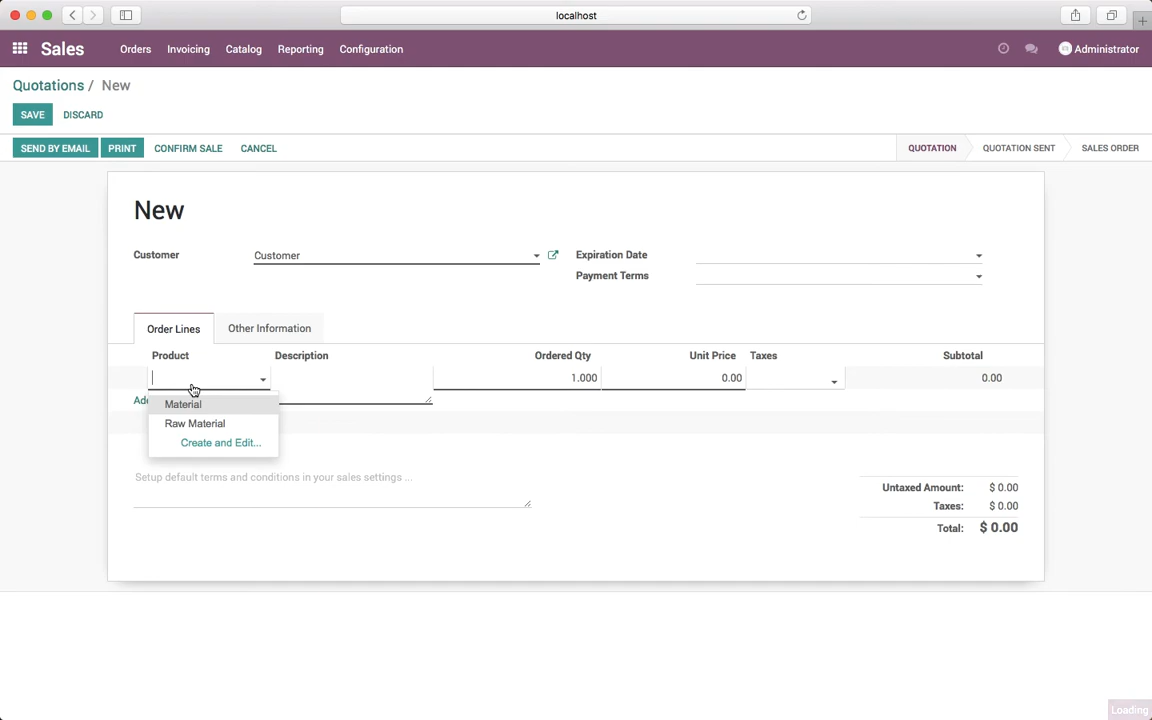 localhost
Sales Orders Invoicing Catalog Reporting Configuration Administrator
Quotations / New
SAVE DISCARD
SEND BY EMAIL PRINT CONFIRM SALE CANCEL QUOTATION QUOTATION SENT SALES ORDER
New
Customer Customer Expiration Date
Payment Terms
Order Lines Other Information
Product Description Ordered Qty Unit Price Taxes Subtotal
1.000 0.00 0.00
Material
Raw Material
Create and Edit...
Setup default terms and conditions in your sales settings ...
Untaxed Amount: $ 0.00
Taxes: $ 0.00
Total: $ 0.00
Loading